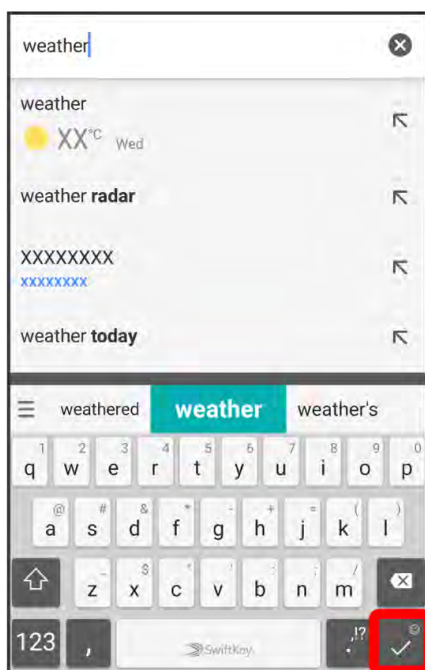 weather
weather
XX°C Wed
weather radar
XXXXXXXX
xxxxxxxx
weather today
weathered weather weather's
1 2 3 4 5 6 7 8 9 0
q w e r t y u i o p
@ # & * - + = ( )
a s d f g h j k l
_ $ " ' : ; /
z x c v b n m
123 , SwiftKey. ,!? .